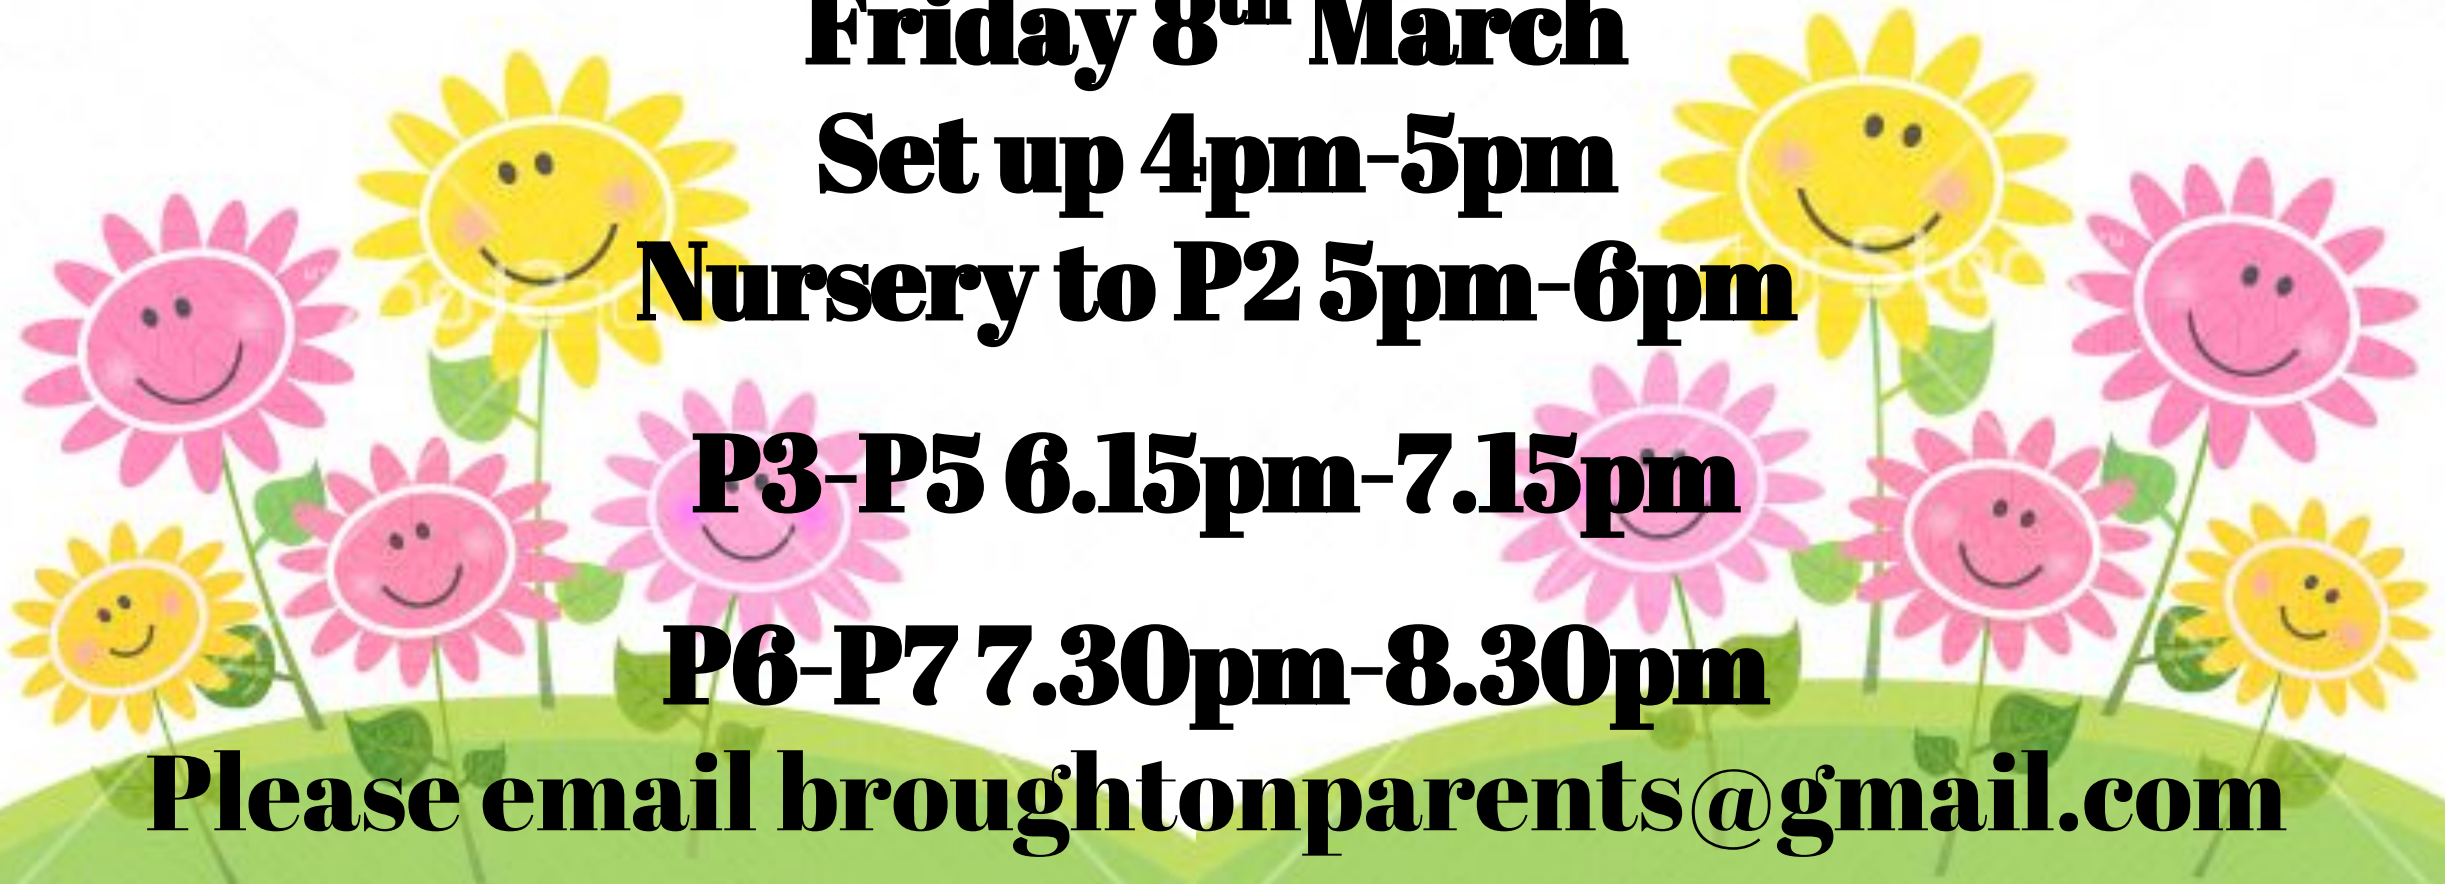 Friday 8th March
Set up 4pm-5pm
Nursery to P2 5pm-6pm
P3-P5 6.15pm-7.15pm
P6-P7 7.30pm-8.30pm
Please email broughtonparents@gmail.com